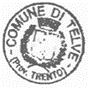 - COMUNE DI TELVE -
(Prov. TRENTO)